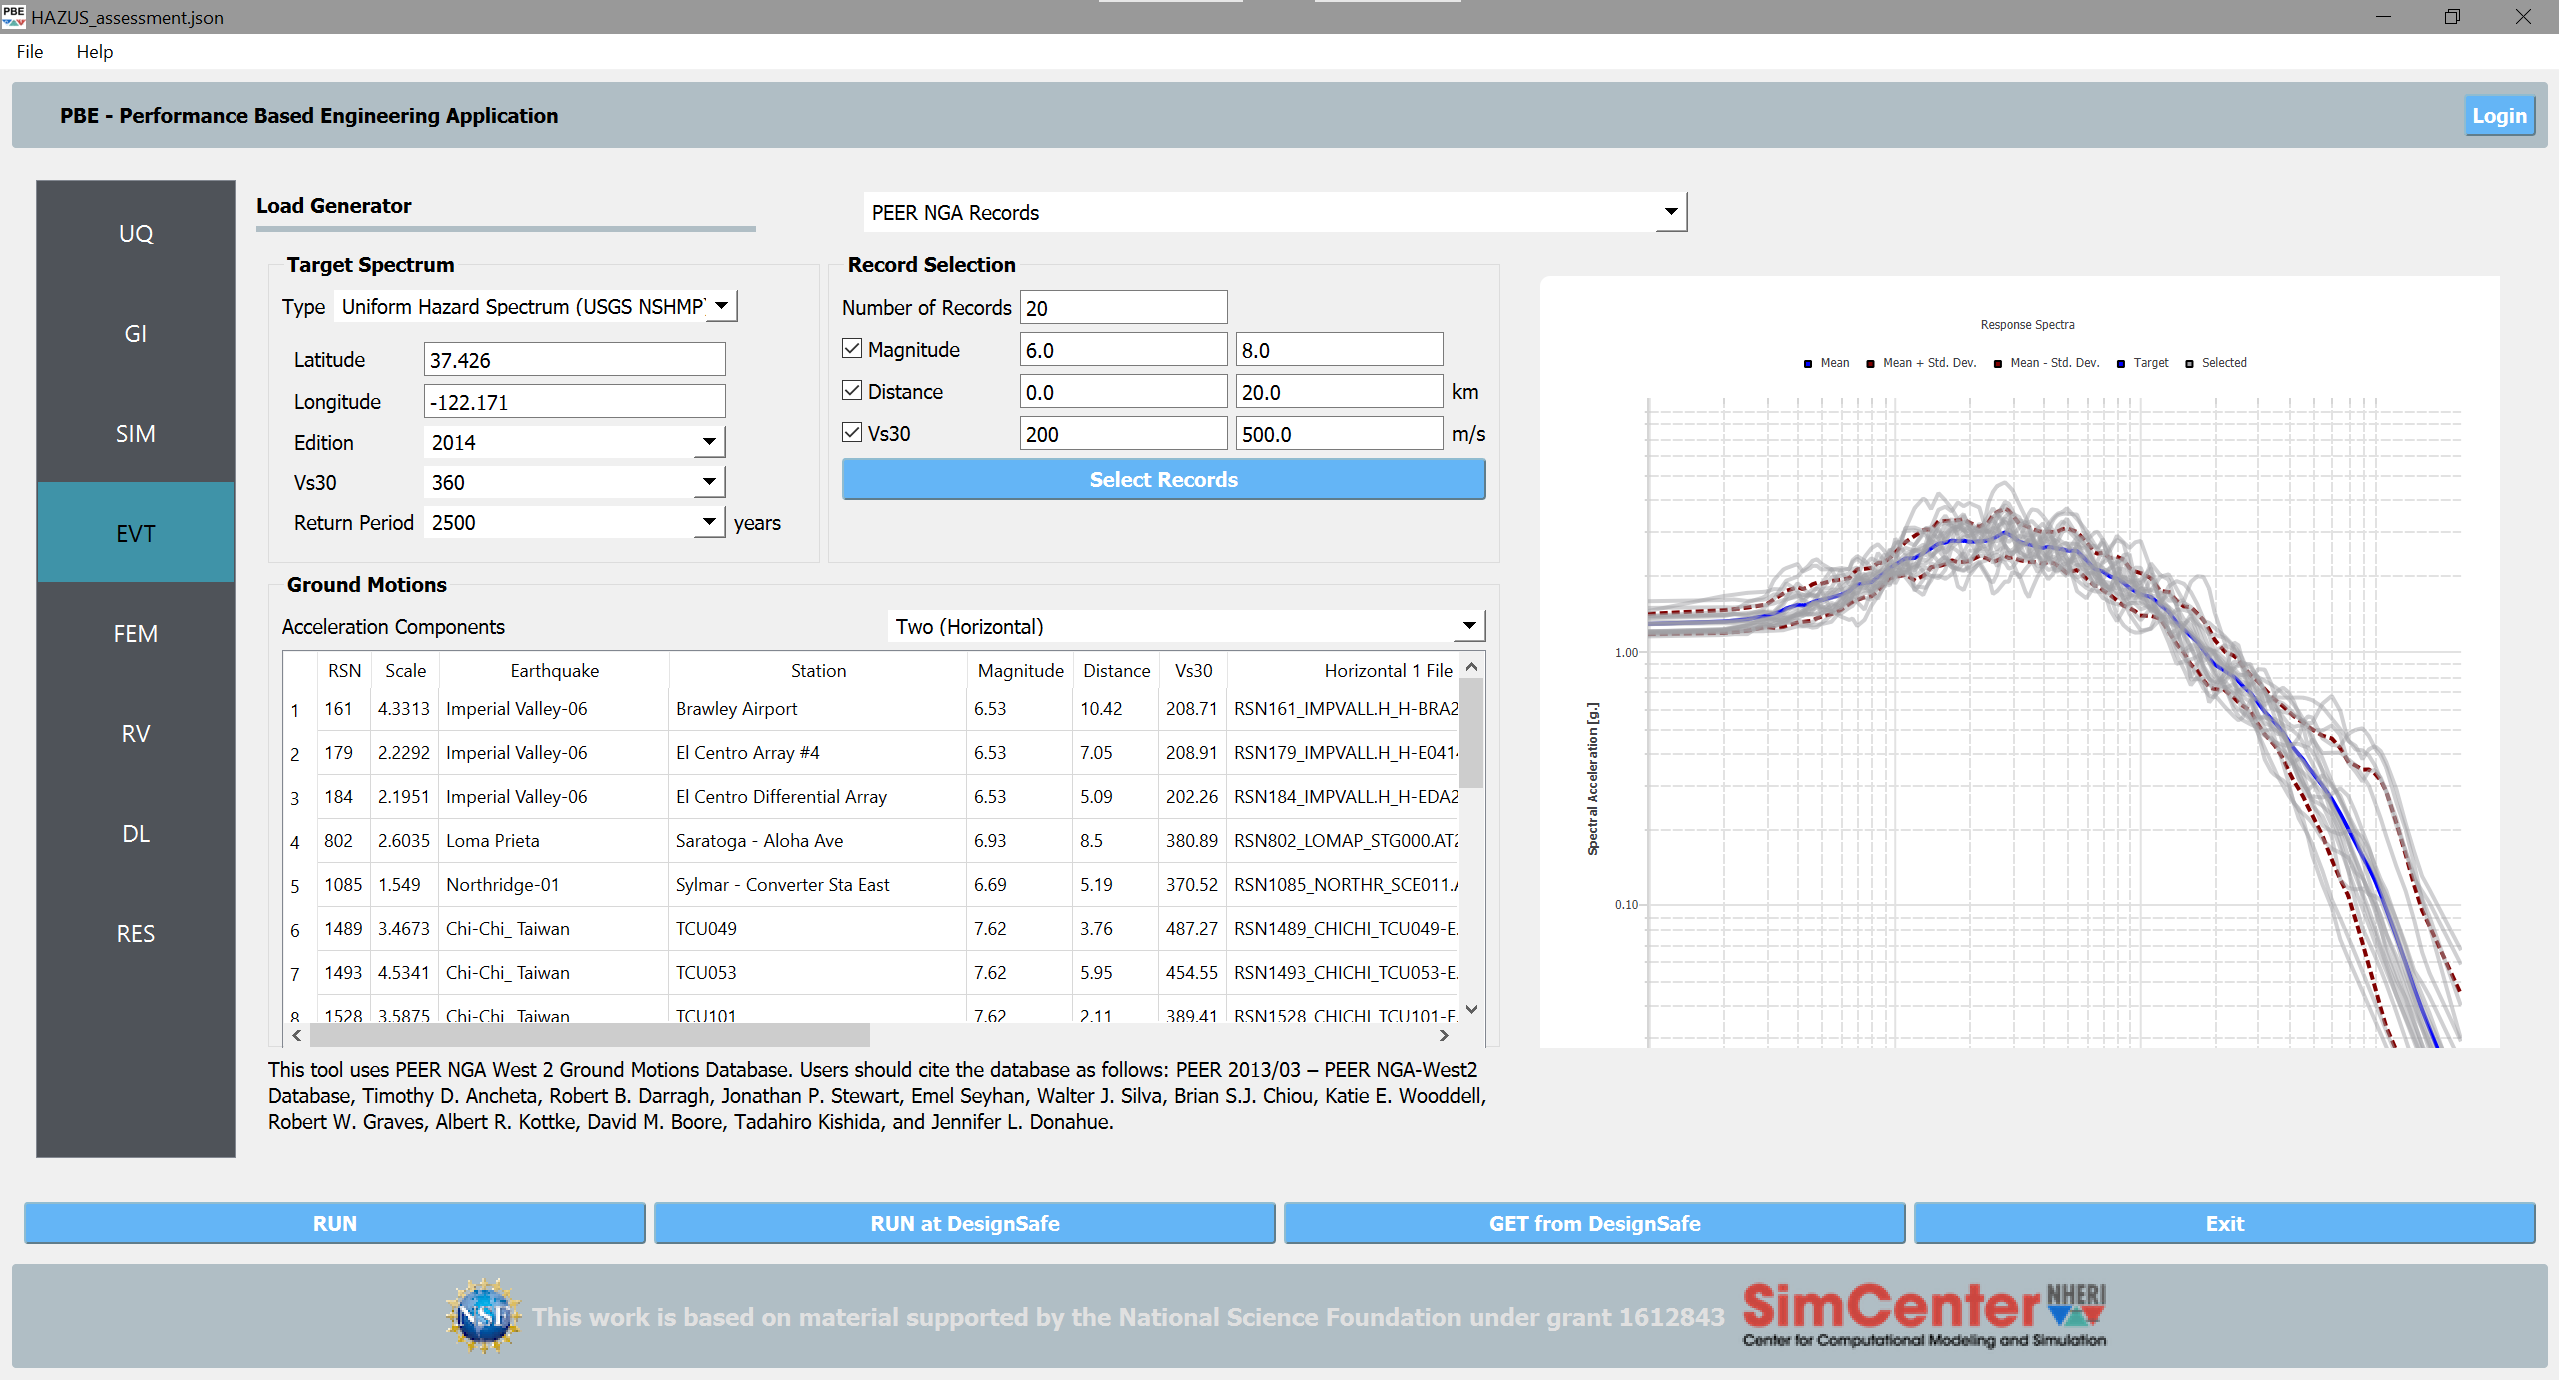 PBE HAZUS_assessment.json
File Help
PBE - Performance Based Engineering Application
Login
UQ
GI
SIM
EVT
FEM
RV
DL
RES
Load Generator
PEER NGA Records
Target Spectrum
Type Uniform Hazard Spectrum (USGS NSHMP)
Latitude 37.426
Longitude -122.171
Edition 2014
Vs30 360
Return Period 2500 years
Record Selection
Number of Records 20
Magnitude 6.0 8.0
Distance 0.0 20.0 km
Vs30 200 500.0 m/s
Select Records
Ground Motions
Acceleration Components Two (Horizontal)
RSN Scale Earthquake Station Magnitude Distance Vs30 Horizontal 1 File
1 161 4.3313 Imperial Valley-06 Brawley Airport 6.53 10.42 208.71 RSN161_IMPVALL.H_H-BRA2
2 179 2.2292 Imperial Valley-06 El Centro Array #4 6.53 7.05 208.91 RSN179_IMPVALL.H_H-E041
3 184 2.1951 Imperial Valley-06 El Centro Differential Array 6.53 5.09 202.26 RSN184_IMPVALL.H_H-EDA2
4 802 2.6035 Loma Prieta Saratoga - Aloha Ave 6.93 8.5 380.89 RSN802_LOMAP_STG000.AT2
5 1085 1.549 Northridge-01 Sylmar - Converter Sta East 6.69 5.19 370.52 RSN1085_NORTHR_SCE011.A
6 1489 3.4673 Chi-Chi_ Taiwan TCU049 7.62 3.76 487.27 RSN1489_CHICHI_TCU049-E.
7 1493 4.5341 Chi-Chi_ Taiwan TCU053 7.62 5.95 454.55 RSN1493_CHICHI_TCU053-E.
8 1528 3.5875 Chi-Chi_ Taiwan TCU101 7.62 2.11 389.41 RSN1528_CHICHI_TCU101-E.
This tool uses PEER NGA West 2 Ground Motions Database. Users should cite the database as follows: PEER 2013/03 – PEER NGA-West2
Database, Timothy D. Ancheta, Robert B. Darragh, Jonathan P. Stewart, Emel Seyhan, Walter J. Silva, Brian S.J. Chiou, Katie E. Wooddell,
Robert W. Graves, Albert R. Kottke, David M. Boore, Tadahiro Kishida, and Jennifer L. Donahue.
Response Spectra
Mean Mean + Std. Dev. Mean - Std. Dev. Target Selected
1.00
0.10
Spectral Acceleration [g.]
RUN
RUN at DesignSafe
GET from DesignSafe
Exit
NSF
This work is based on material supported by the National Science Foundation under grant 1612843
SimCenter NHERI
Center for Computational Modeling and Simulation